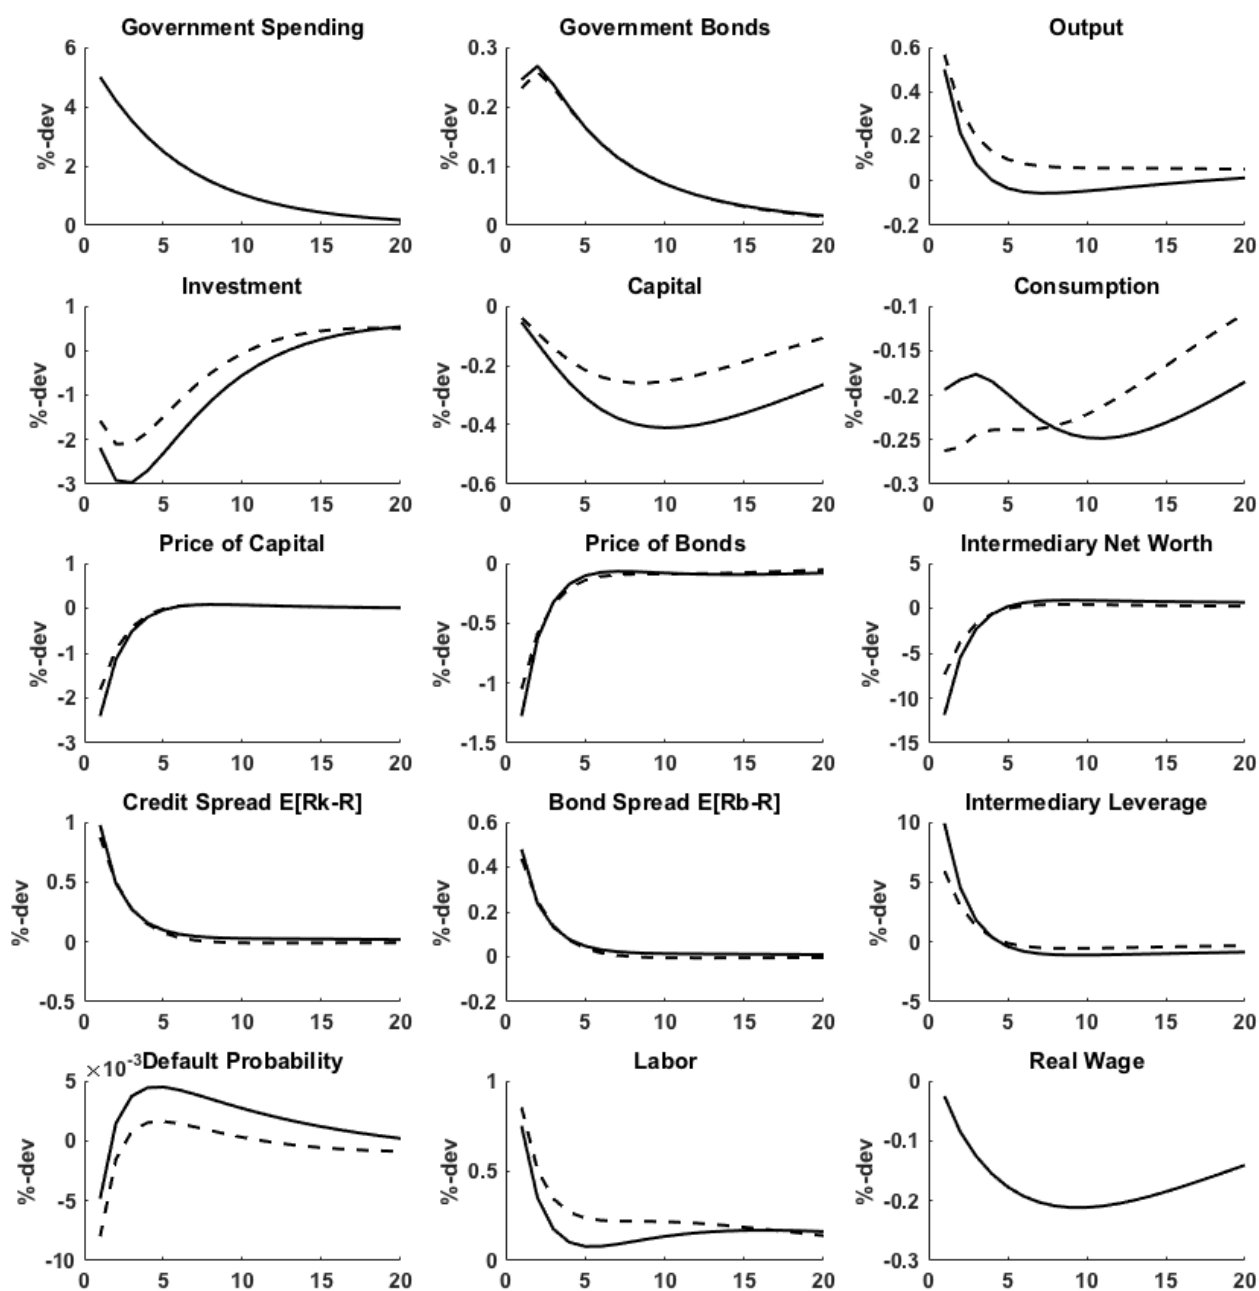 Government Spending
6
4
2
0
%-dev
0 5 10 15 20
Government Bonds
0.3
0.2
0.1
0
%-dev
0 5 10 15 20
Output
0.6
0.4
0.2
0
-0.2
%-dev
0 5 10 15 20
Investment
1
0
-1
-2
-3
%-dev
0 5 10 15 20
Capital
0
-0.2
-0.4
-0.6
%-dev
0 5 10 15 20
Consumption
-0.1
-0.15
-0.2
-0.25
-0.3
%-dev
0 5 10 15 20
Price of Capital
1
0
-1
-2
-3
%-dev
0 5 10 15 20
Price of Bonds
0
-0.5
-1
-1.5
%-dev
0 5 10 15 20
Intermediary Net Worth
5
0
-5
-10
-15
%-dev
0 5 10 15 20
Credit Spread E[Rk-R]
1
0.5
0
-0.5
%-dev
0 5 10 15 20
Bond Spread E[Rb-R]
0.6
0.4
0.2
0
-0.2
%-dev
0 5 10 15 20
Intermediary Leverage
10
5
0
-5
%-dev
0 5 10 15 20
×10⁻³ Default Probability
5
0
-5
-10
%-dev
0 5 10 15 20
Labor
1
0.5
0
%-dev
0 5 10 15 20
Real Wage
0
-0.1
-0.2
-0.3
%-dev
0 5 10 15 20